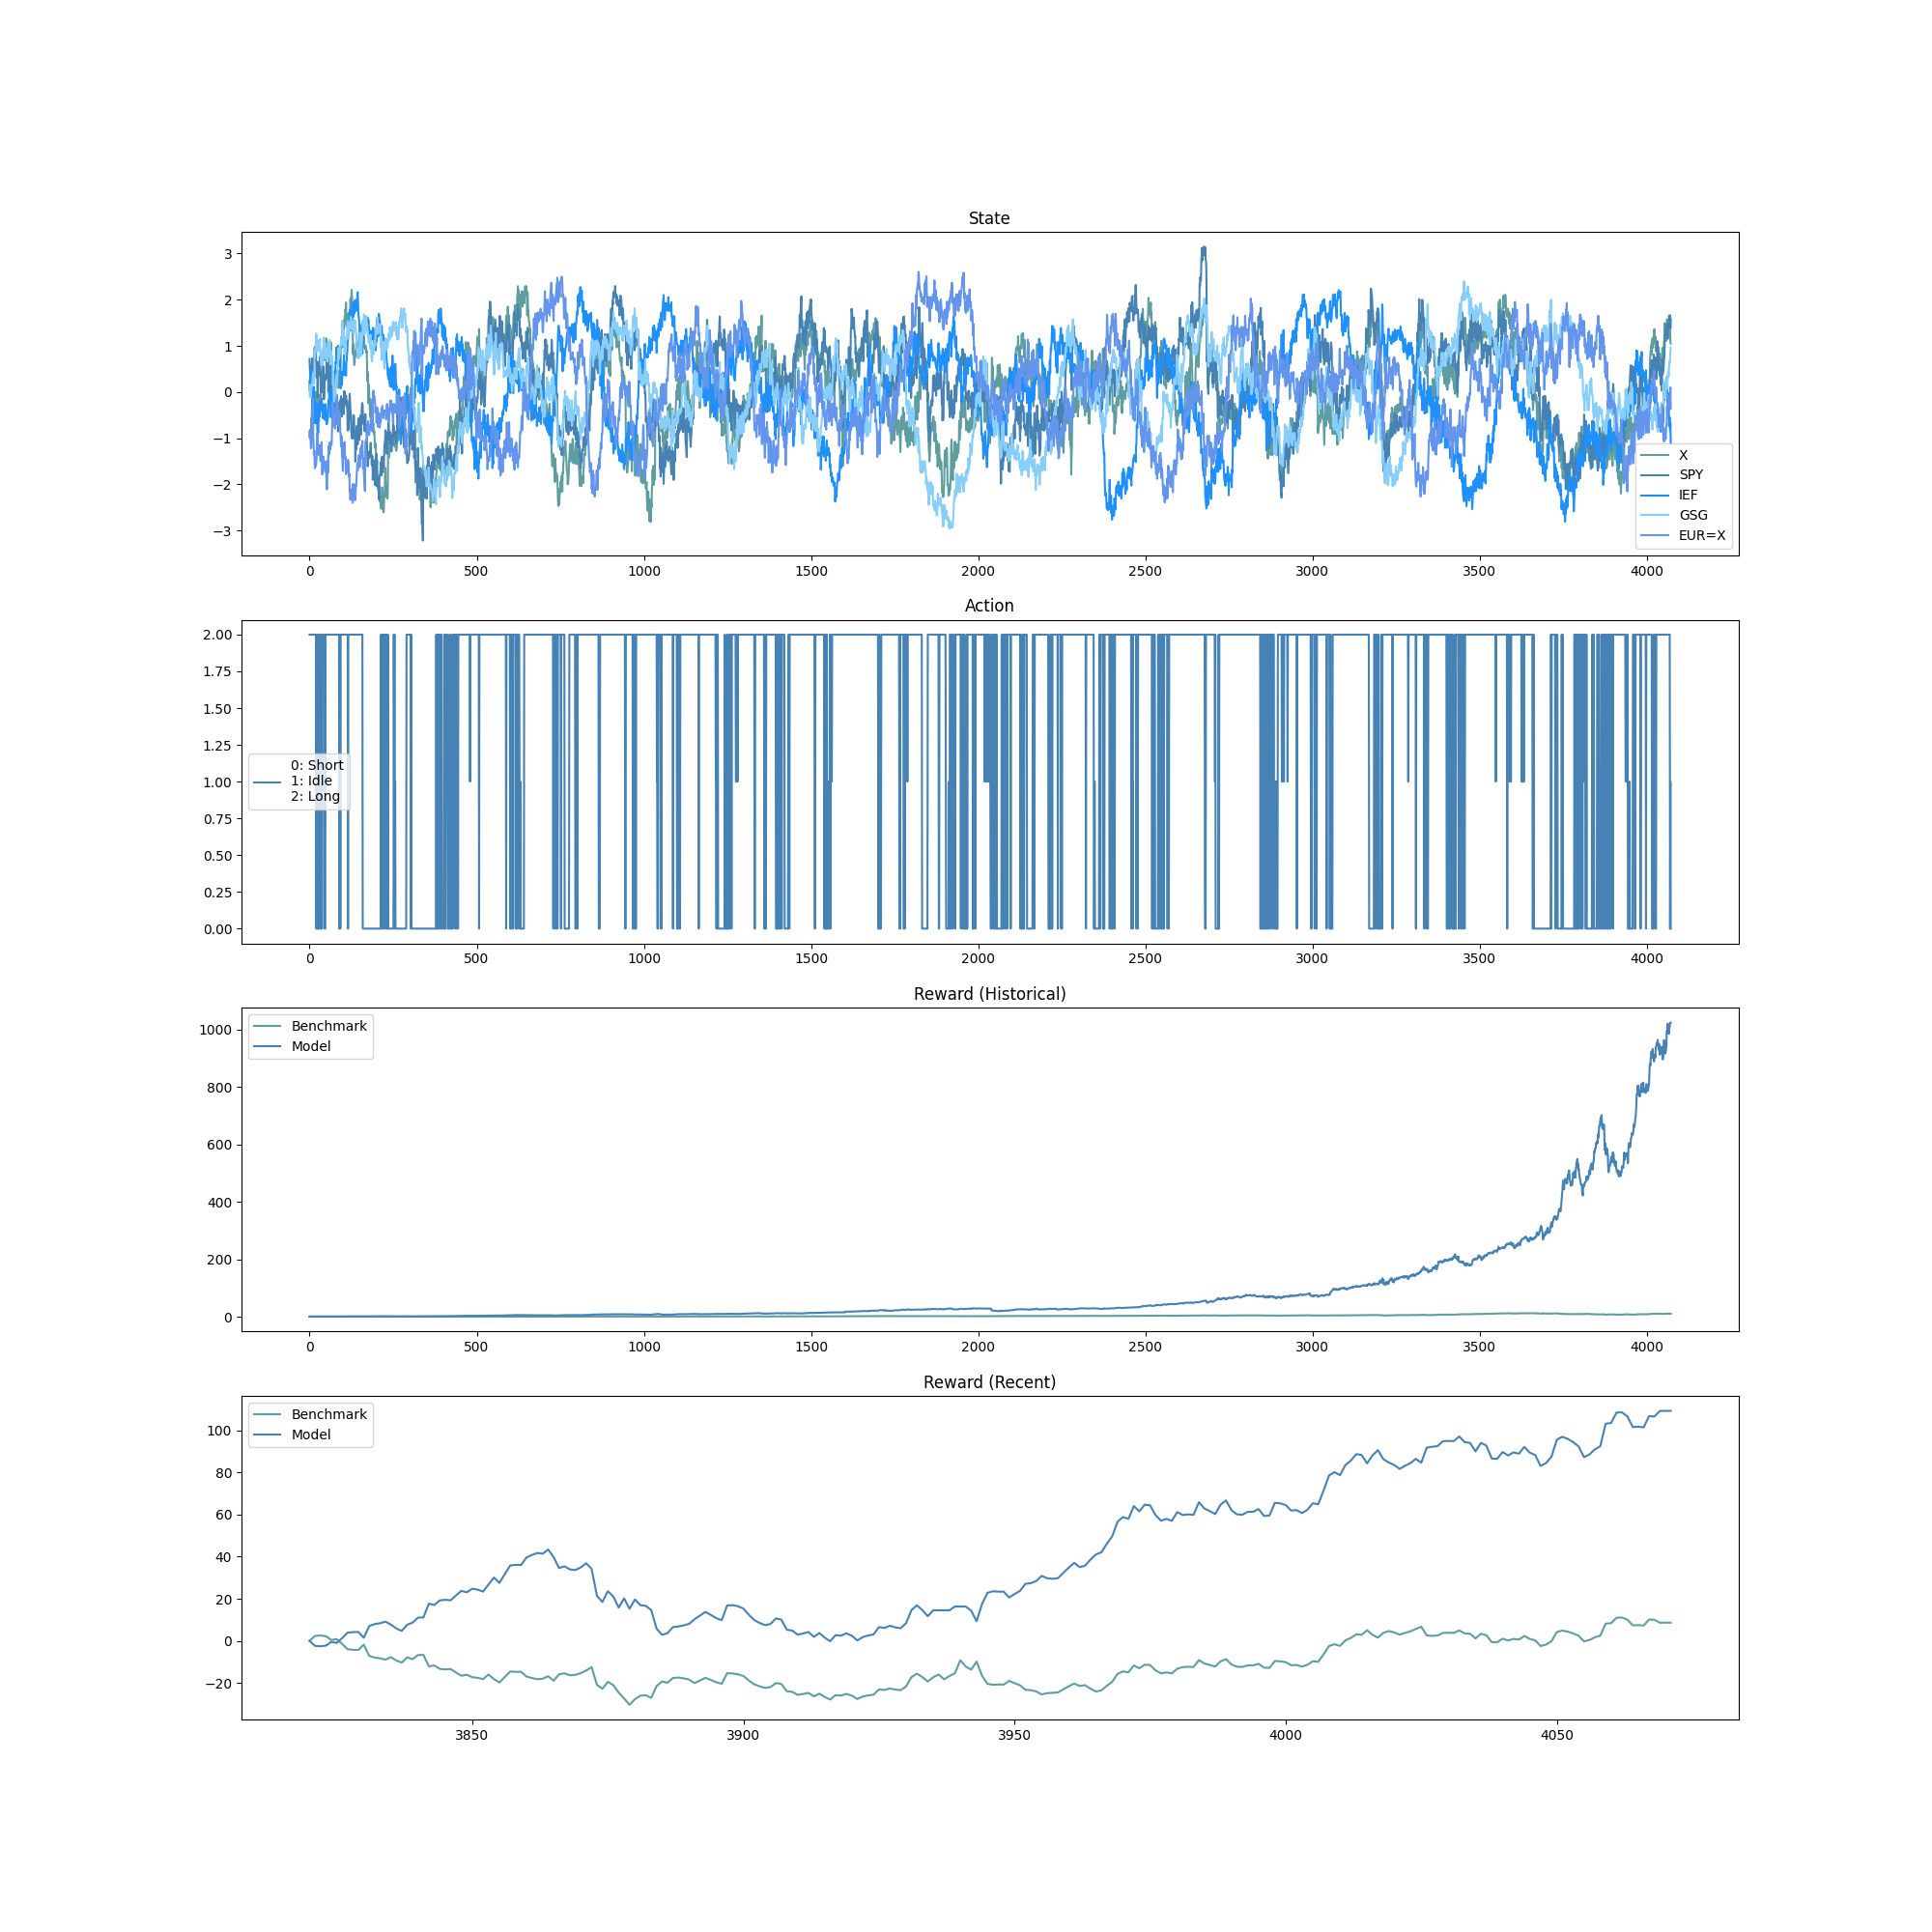 State
3
2
1
0
−1
−2
−3
X
SPY
IEF
GSG
EUR=X
0 500 1000 1500 2000 2500 3000 3500 4000
Action
2.00
1.75
1.50
1.25
1.00
0.75
0.50
0.25
0.00
0: Short
1: Idle
2: Long
0 500 1000 1500 2000 2500 3000 3500 4000
Reward (Historical)
Benchmark
Model
1000
800
600
400
200
0
0 500 1000 1500 2000 2500 3000 3500 4000
Reward (Recent)
Benchmark
Model
100
80
60
40
20
0
−20
3850 3900 3950 4000 4050